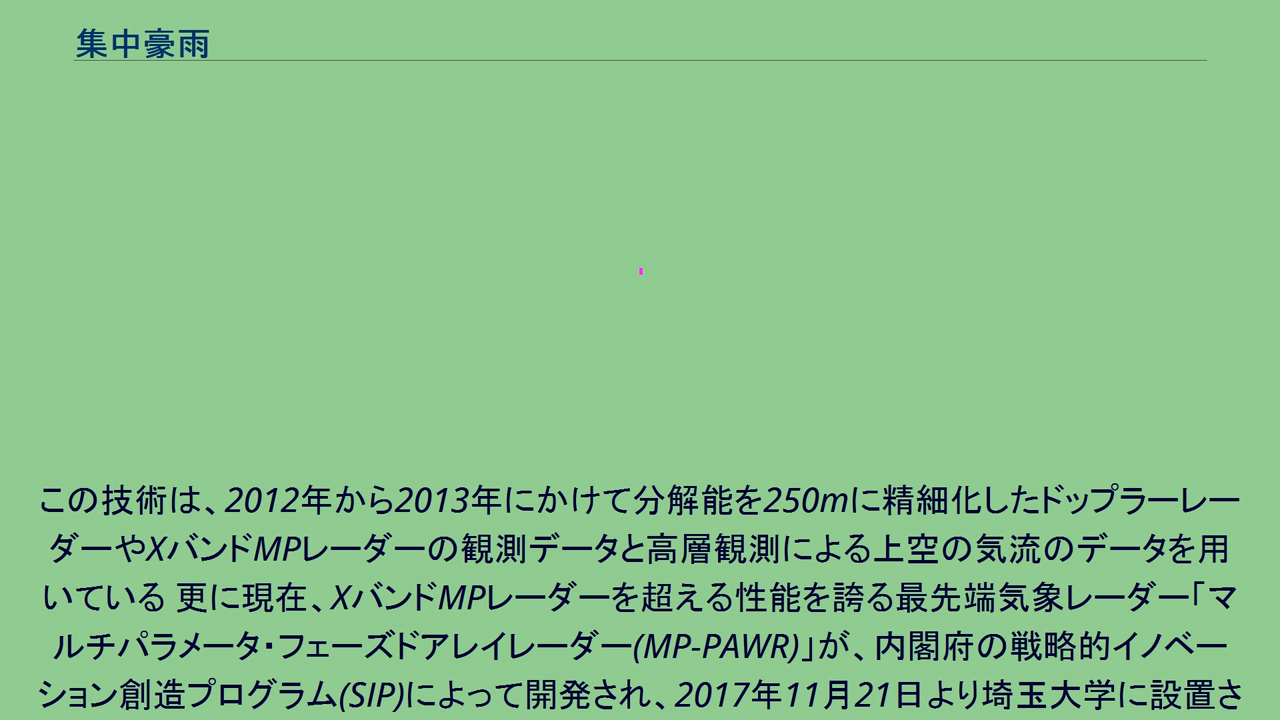 集中豪雨
この技術は、2012年から2013年にかけて分解能を250mに精細化したドップラーレー
ダーやXバンドMPレーダーの観測データと高層観測による上空の気流のデータを用
いている 更に現在、XバンドMPレーダーを超える性能を誇る最先端気象レーダー「マ
ルチパラメータ・フェーズドアレイレーダー(MP-PAWR)」が、内閣府の戦略的イノベー
ション創造プログラム(SIP)によって開発され、2017年11月21日より埼玉大学に設置さ